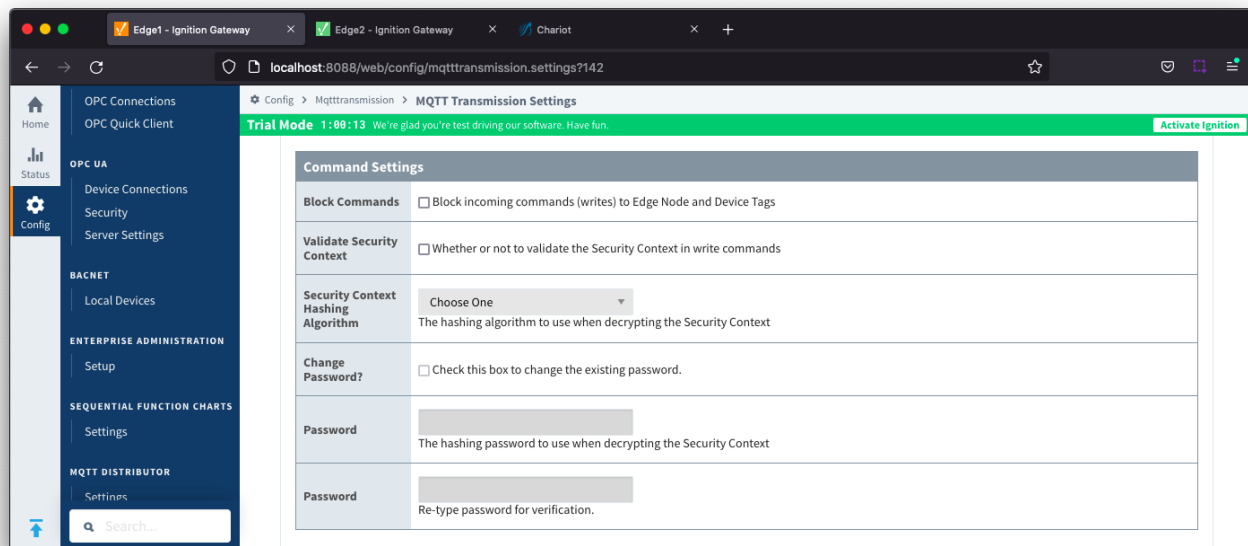 Edge1 - Ignition Gateway
Edge2 - Ignition Gateway
Chariot
localhost:8088/web/config/mqtttransmission.settings?142
Home
Status
Config
OPC Connections
OPC Quick Client
OPC UA
Device Connections
Security
Server Settings
BACNET
Local Devices
ENTERPRISE ADMINISTRATION
Setup
SEQUENTIAL FUNCTION CHARTS
Settings
MQTT DISTRIBUTOR
Settings
Search...
Config > Mqtttransmission > MQTT Transmission Settings
Trial Mode 1:00:13 We're glad you're test driving our software. Have fun.
Activate Ignition
Command Settings
Block Commands
Block incoming commands (writes) to Edge Node and Device Tags
Validate Security
Context
Whether or not to validate the Security Context in write commands
Security Context
Hashing
Algorithm
Choose One
The hashing algorithm to use when decrypting the Security Context
Change
Password?
Check this box to change the existing password.
Password
The hashing password to use when decrypting the Security Context
Password
Re-type password for verification.